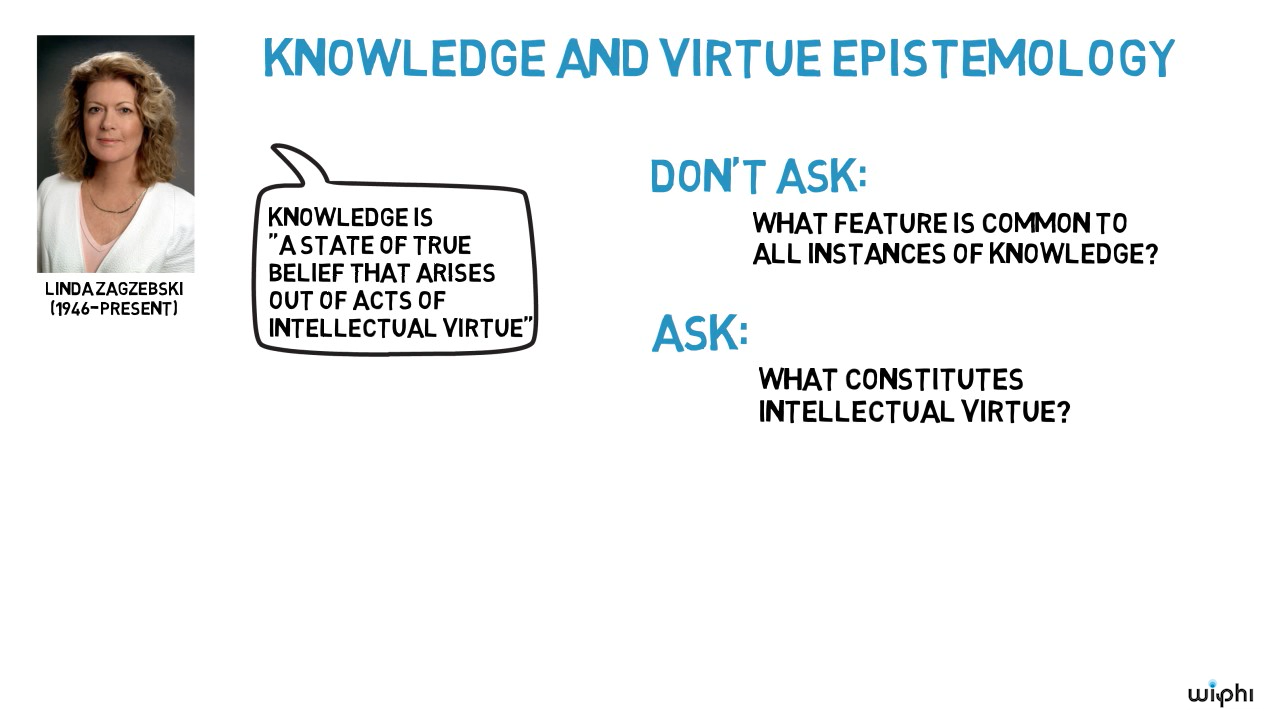 KNOWLEDGE AND VIRTUE EPISTEMOLOGY
LINDA ZAGZEBSKI
(1946-PRESENT)
KNOWLEDGE IS
"A STATE OF TRUE
BELIEF THAT ARISES
OUT OF ACTS OF
INTELLECTUAL VIRTUE"
DON'T ASK:
WHAT FEATURE IS COMMON TO
ALL INSTANCES OF KNOWLEDGE?
ASK:
WHAT CONSTITUTES
INTELLECTUAL VIRTUE?
wiphi